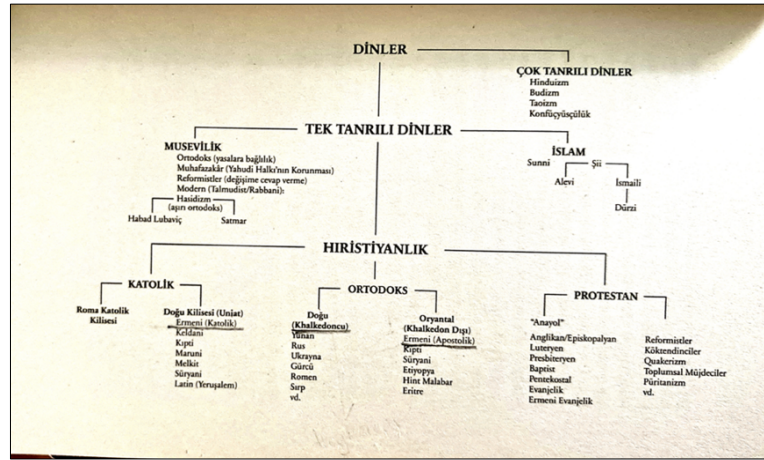 DİNLER
ÇOK TANRILI DİNLER
Hinduizm
Budizm
Taoizm
Konfüçyüsçülük
TEK TANRILI DİNLER
MUSEVİLİK
Ortodoks (yasalara bağlılık)
Muhafazakâr (Yahudi Halkı'nın Korunması)
Reformistler (değişime cevap verme)
Modern (Talmudist/Rabbani):
Hasidizm
(aşırı ortodoks)
Habad Lubaviç
Satmar
İSLAM
Sunni
Şii
Alevi
İsmaili
Dürzi
HIRİSTİYANLIK
KATOLİK
Roma Katolik
Kilisesi
Doğu Kilisesi (Uniat)
Ermeni (Katolik)
Keldani
Kıpti
Maruni
Melkit
Süryani
Latin (Yeruşalem)
ORTODOKS
Doğu
(Khalkedoncu)
Yunan
Rus
Ukrayna
Gürcü
Romen
Sırp
vd.
Oryantal
(Khalkedon Dışı)
Ermeni (Apostolik)
Kıpti
Süryani
Etiyopya
Hint Malabar
Eritre
PROTESTAN
"Anayol"
Anglikan/Episkopalyan
Luteryen
Presbiteryen
Baptist
Pentekostal
Evanjelik
Ermeni Evanjelik
Reformistler
Köktendinciler
Quakerizm
Toplumsal Müjdeciler
Püritanizm
vd.